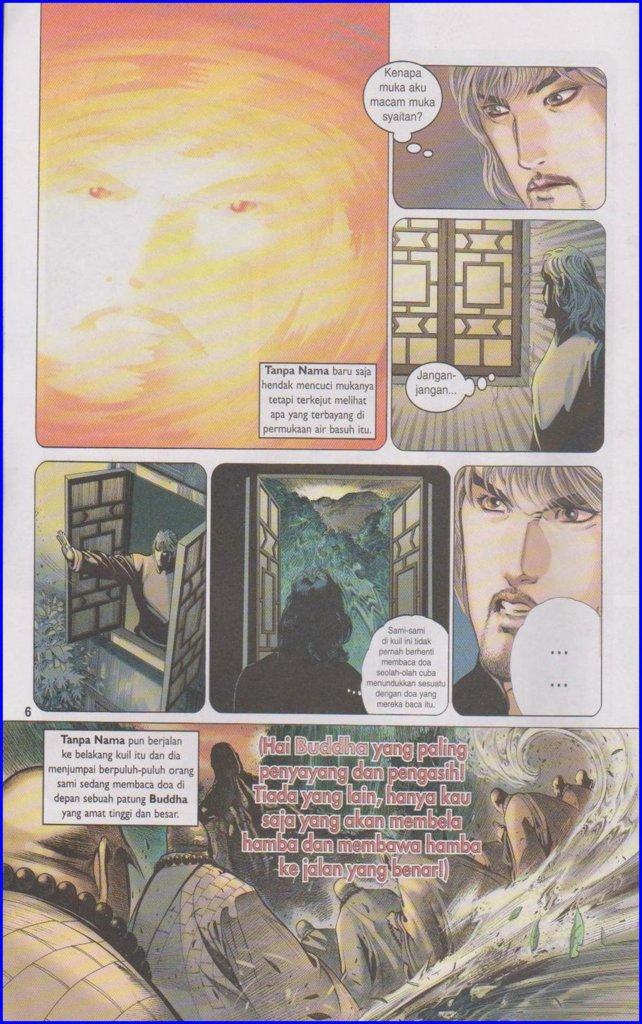 Kenapa
muka aku
macam muka
syaitan?
Tanpa Nama baru saja
hendak mencuci mukanya
tetapi terkejut melihat
apa yang terbayang di
permukaan air basuh itu.
Jangan-
jangan...
Sami-sami
di kuil ini tidak
pernah berhenti
membaca doa
seolah-olah cuba
menundukkan sesuatu
dengan doa yang
mereka baca itu.
...
...
...
6
Tanpa Nama pun berjalan
ke belakang kuil itu dan dia
menjumpai berpuluh-puluh orang
sami sedang membaca doa di
depan sebuah patung Buddha
yang amat tinggi dan besar.
(Hai Buddha yang paling
penyayang dan pengasih!
Tiada yang lain, hanya kau
saja yang akan membela
hamba dan membawa hamba
ke jalan yang benar!)